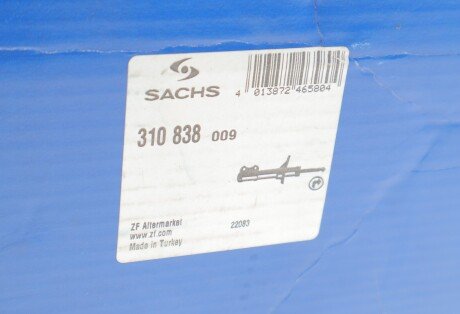 SACHS
4 013872 465804
310 838 009
ZF Aftermarket
www.zf.com
Made in Turkey
22083